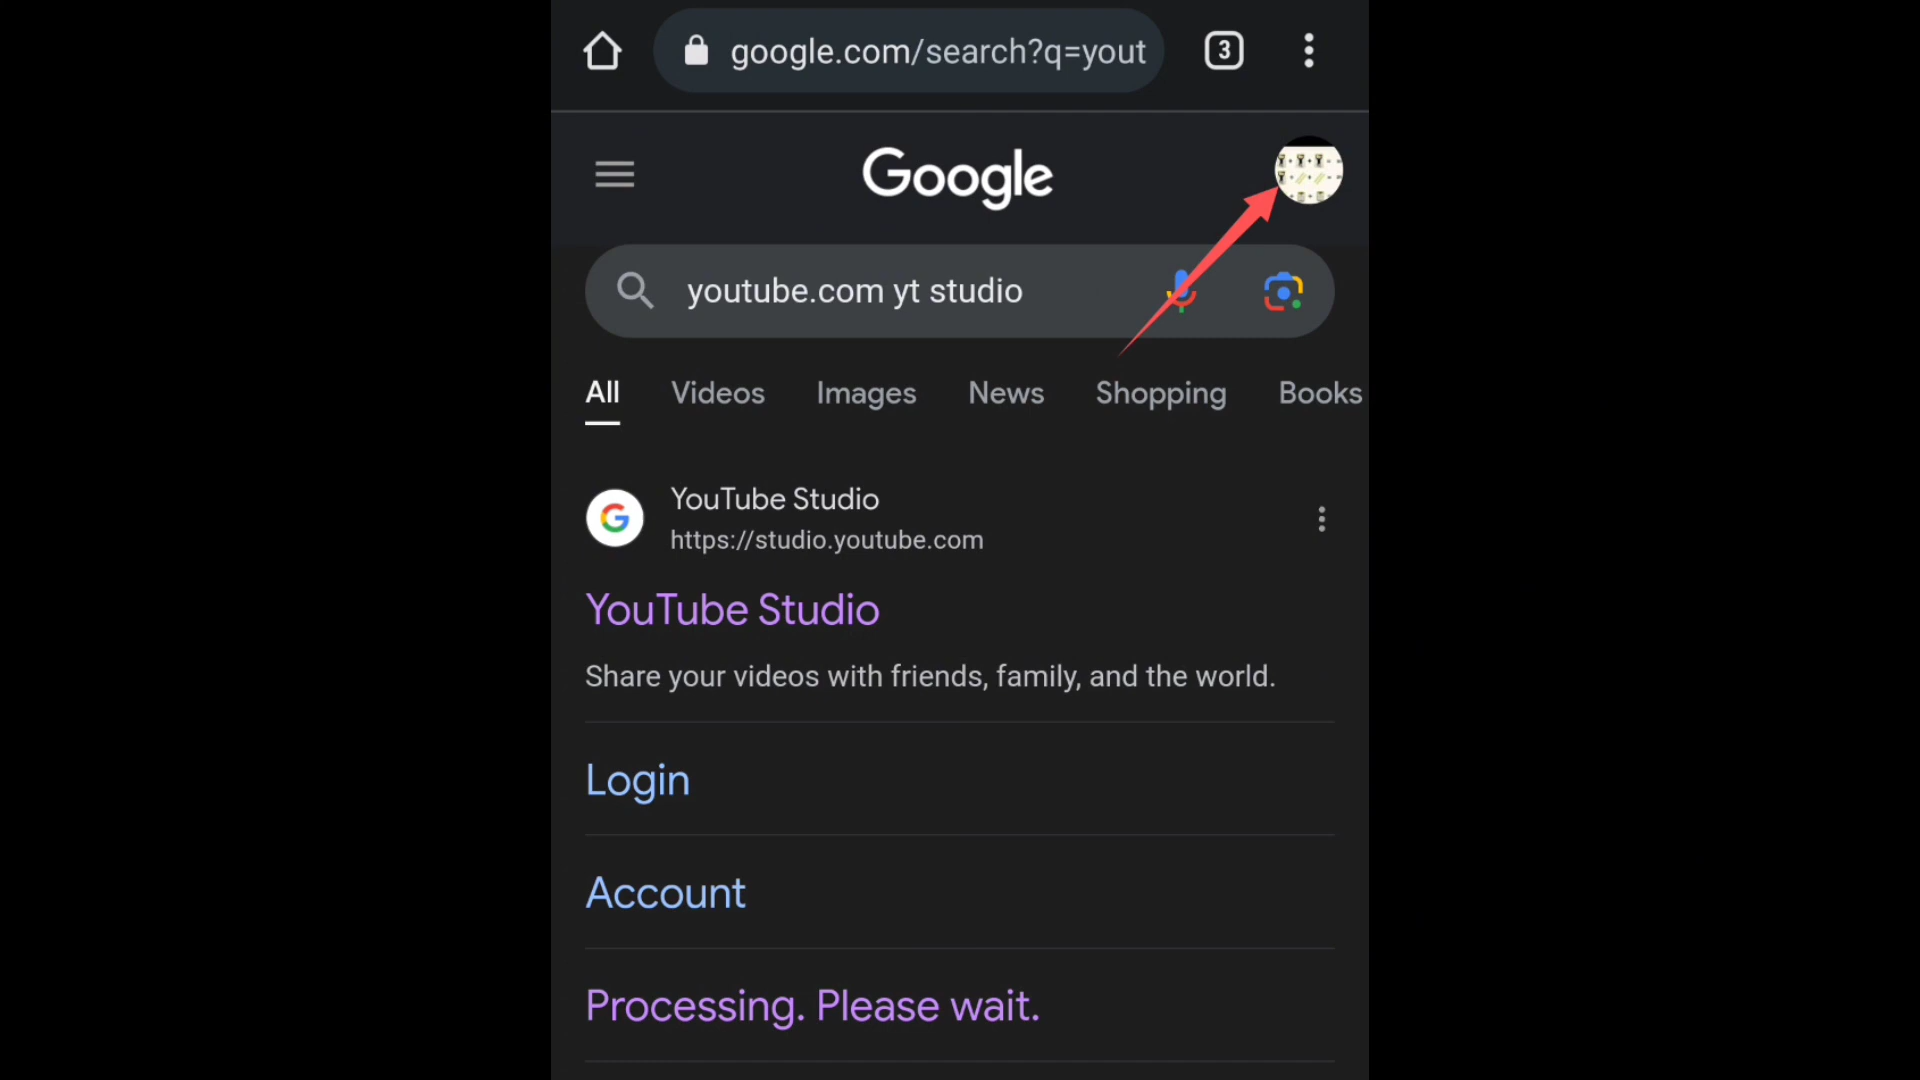 google.com/search?q=yout
3
Google
youtube.com yt studio
All Videos Images News Shopping Books
YouTube Studio
https://studio.youtube.com
YouTube Studio
Share your videos with friends, family, and the world.
Login
Account
Processing. Please wait.